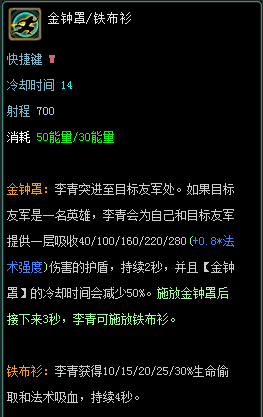 金钟罩/铁布衫
快捷键 W
冷却时间 14
射程 700
消耗 50能量/30能量
金钟罩：李青突进至目标友军处。如果目标
友军是一名英雄，李青会为自己和目标友军
提供一层吸收40/100/160/220/280(+0.8*法
术强度)伤害的护盾，持续2秒，并且【金钟
罩】的冷却时间会减少50%。施放金钟罩后
接下来3秒，李青可施放铁布衫。
铁布衫：李青获得10/15/20/25/30%生命偷
取和法术吸血，持续4秒。